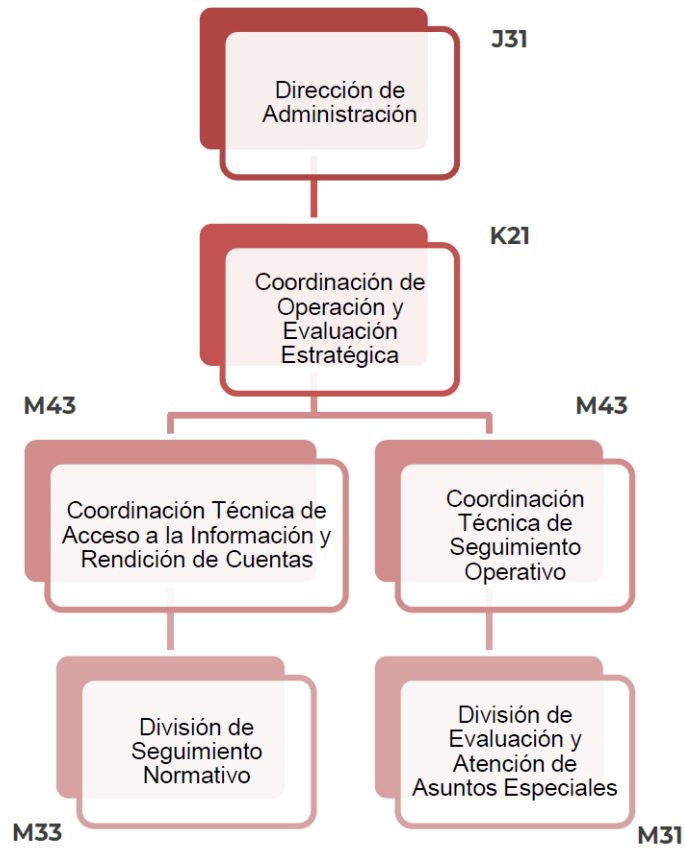 J31
Dirección de
Administración
K21
Coordinación de
Operación y
Evaluación
Estratégica
M43
M43
Coordinación Técnica de
Acceso a la Información y
Rendición de Cuentas
Coordinación
Técnica de
Seguimiento
Operativo
División de
Seguimiento
Normativo
División de
Evaluación y
Atención de
Asuntos Especiales
M33
M31